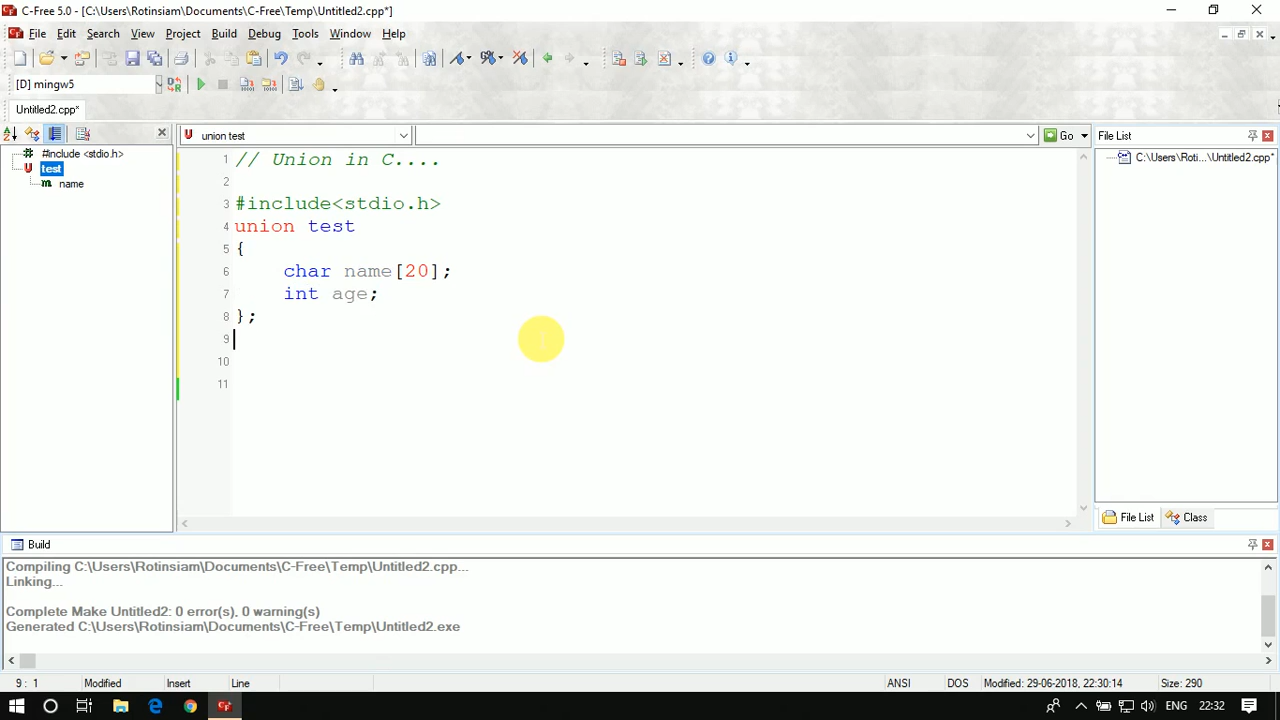 C-Free 5.0 - [C:\Users\Rotinsiam\Documents\C-Free\Temp\Untitled2.cpp*]
File Edit Search View Project Build Debug Tools Window Help
[D] mingw5
Untitled2.cpp*
union test
Go
File List
#include <stdio.h>
test
name
C:\Users\Roti...\Untitled2.cpp*
1 // Union in C....
2
3 #include<stdio.h>
4 union test
5 {
6 char name[20];
7 int age;
8 };
9
10
11
File List Class
Build
Compiling C:\Users\Rotinsiam\Documents\C-Free\Temp\Untitled2.cpp...
Linking...
Complete Make Untitled2: 0 error(s), 0 warning(s)
Generated C:\Users\Rotinsiam\Documents\C-Free\Temp\Untitled2.exe
9 : 1 Modified Insert Line ANSI DOS Modified: 29-06-2018, 22:30:14 Size: 290
ENG 22:32